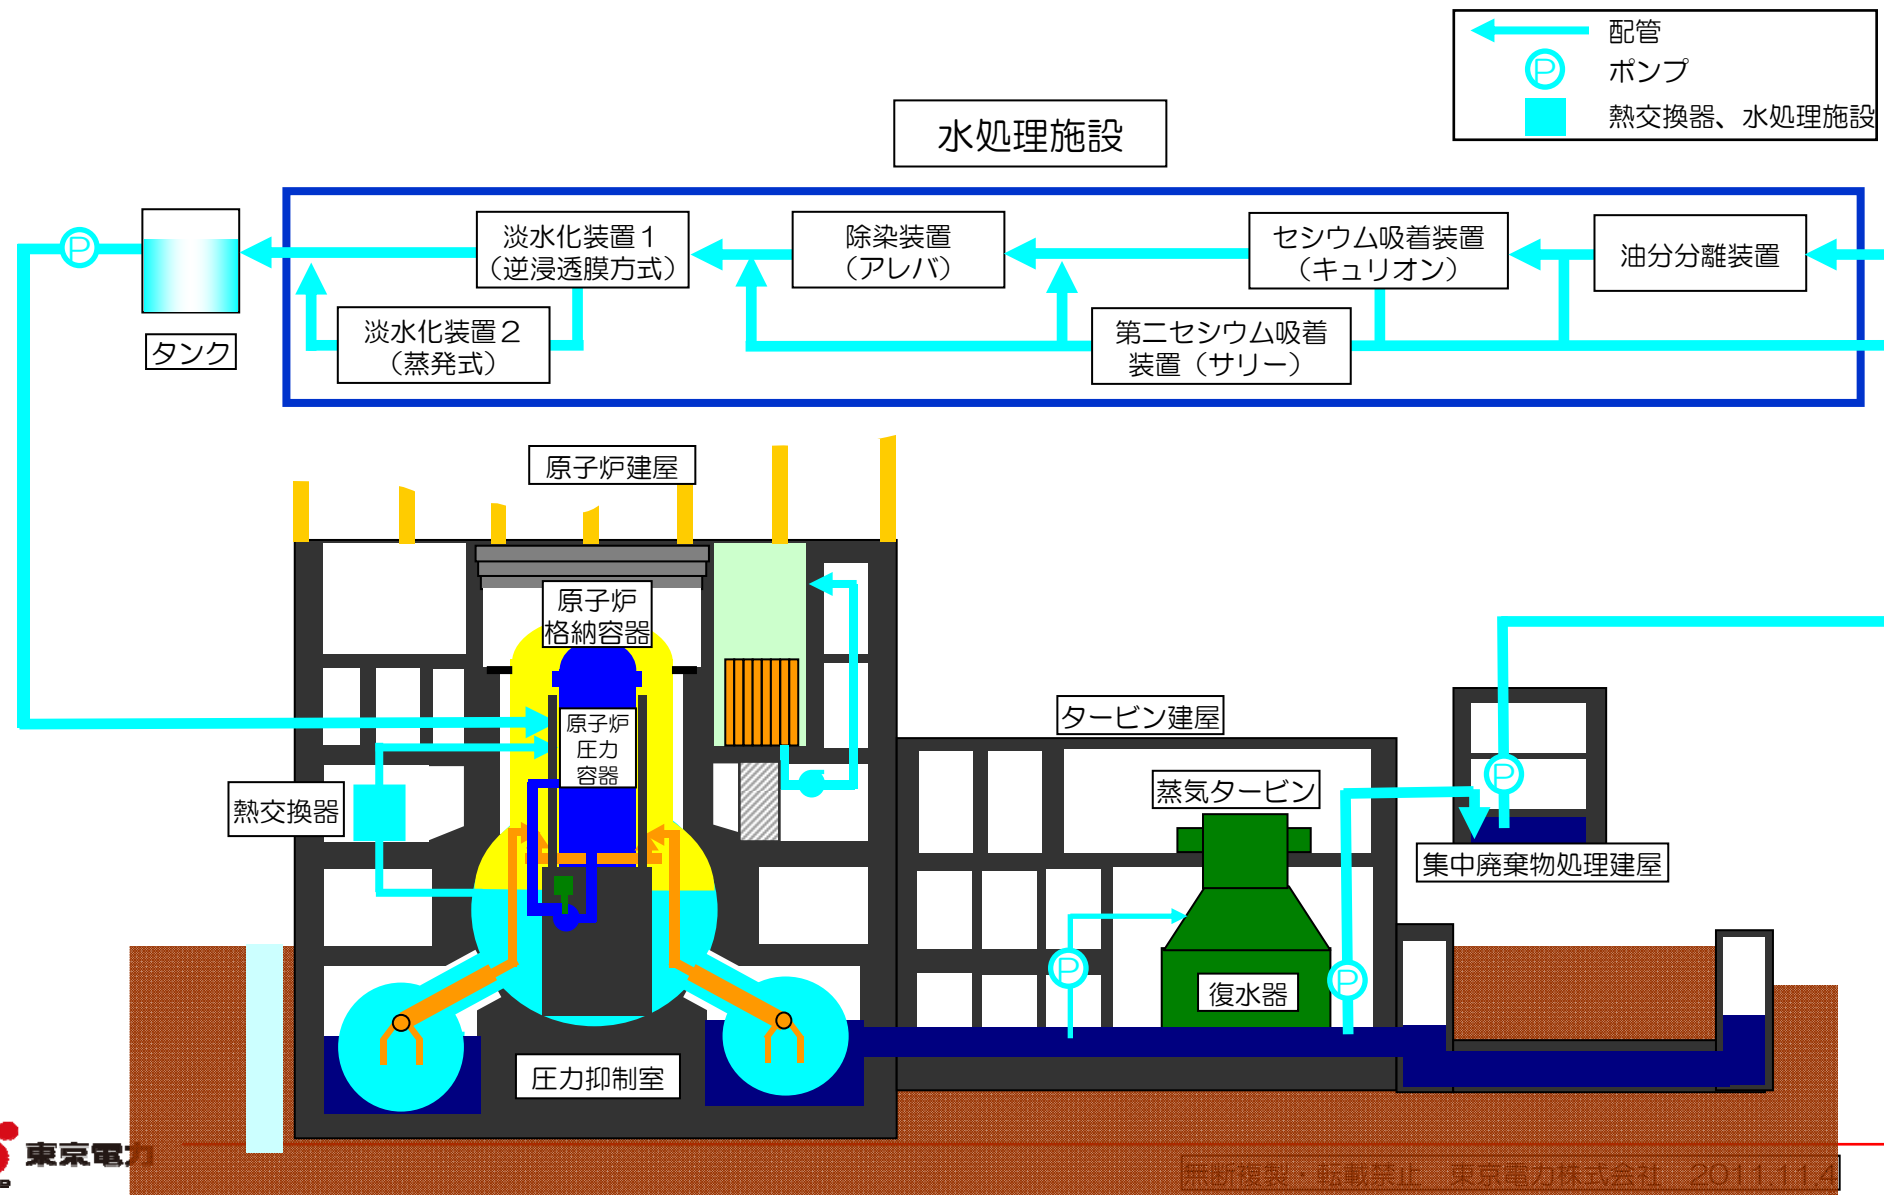 配管
P
ポンプ
熱交換器、水処理施設
水処理施設
P
淡水化装置１
（逆浸透膜方式）
除染装置
（アレバ）
セシウム吸着装置
（キュリオン）
油分分離装置
タンク
淡水化装置２
（蒸発式）
第二セシウム吸着
装置（サリー）
原子炉建屋
原子炉
格納容器
原子炉
圧力
容器
熱交換器
タービン建屋
蒸気タービン
P
集中廃棄物処理建屋
P
P
復水器
圧力抑制室
東京電力
無断複製・転載禁止　東京電力株式会社　2011.11.4